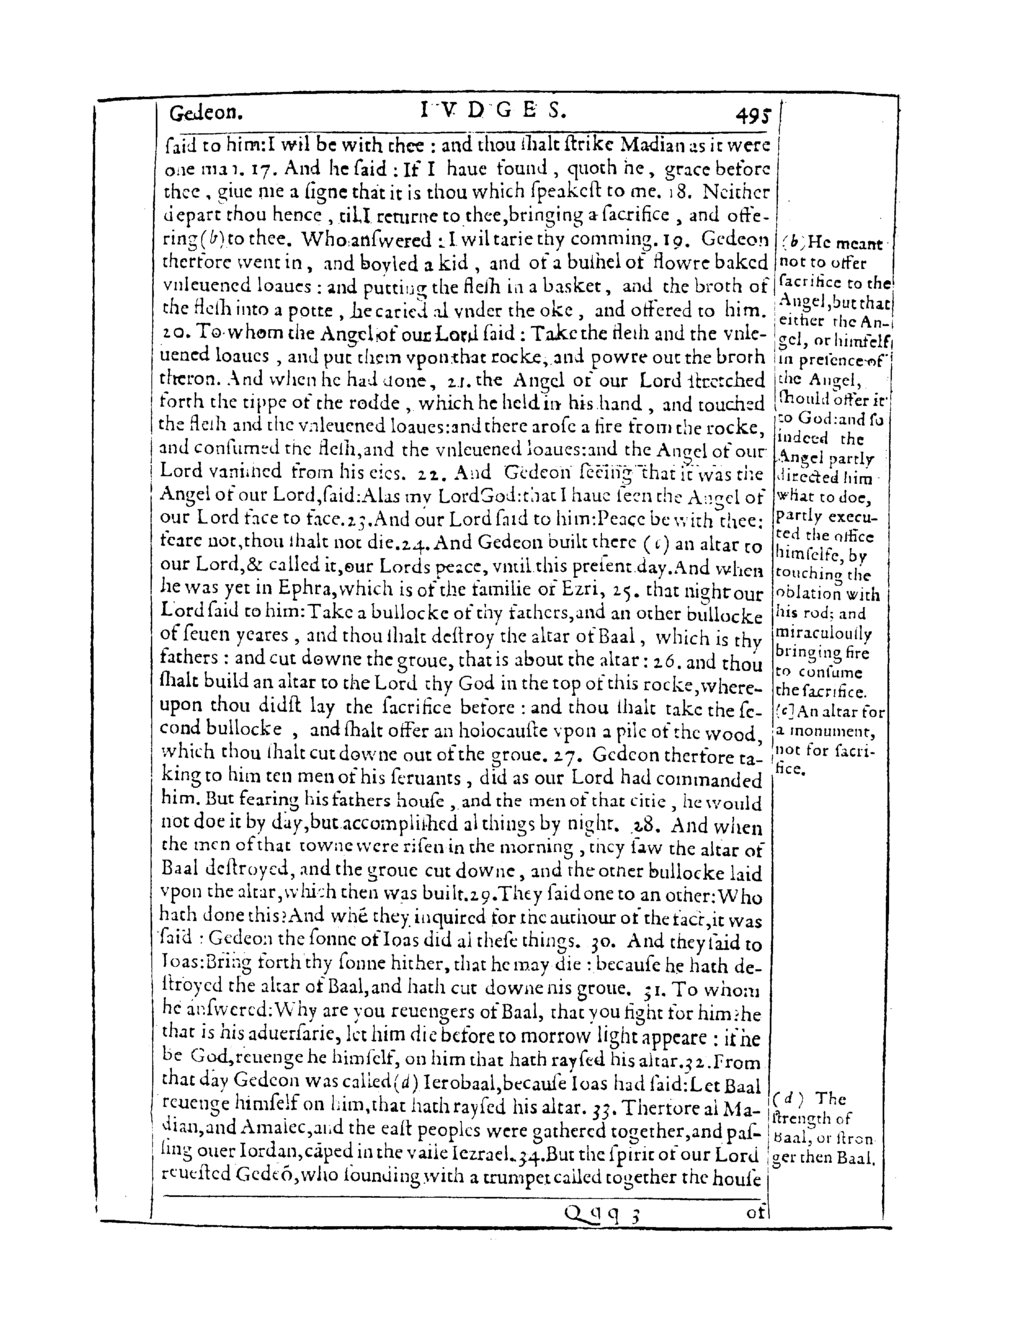 Gedeon.
IVDGES.
495
ſaid to him: I wil be with thee : and thou ſhalt ſtrike Madian as it were
one man. 17. And he ſaid : If I haue found , quoth he , grace before
thee , giue me a ſigne that it is thou which ſpeakeſt to me. 18. Neither
depart thou hence , til I returne to thee, bringing a ſacrifice , and offe-
ring (b) to thee. Who anſwered : I wil tarie thy comming. 19. Gedeon
therfore went in , and boyled a kid , and of a buſhel of flowre baked
vnleuened loaues : and putting the fleſh in a basket , and the broth of
the fleſh into a potte , he caried al vnder the oke , and offered to him.
20. To whom the Angel of our Lord ſaid : Take the fleſh and the vnle-
uened loaues , and put them vpon that rocke, and powre out the broth
theron. And when he had done, 21. the Angel of our Lord ſtretched
forth the tippe of the rodde , which he held in his hand , and touched
the fleſh and the vnleuened loaues: and there aroſe a fire from the rocke,
and conſumed the fleſh, and the vnleuened loaues: and the Angel of our
Lord vaniſhed from his eies. 22. And Gedeon ſeeing that it was the
Angel of our Lord, ſaid: Alas my Lord God: that I haue ſeen the Angel of
our Lord face to face. 23. And our Lord ſaid to him: Peace be with thee:
feare not, thou ſhalt not die. 24. And Gedeon built there (c) an altar to
our Lord, & called it, our Lords peace, vntil this preſent day. And when
he was yet in Ephra, which is of the familie of Ezri, 25. that night our
Lord ſaid to him: Take a bullocke of thy fathers, and an other bullocke
of ſeuen yeares , and thou ſhalt deſtroy the altar of Baal , which is thy
fathers : and cut downe the groue, that is about the altar : 26. and thou
ſhalt build an altar to the Lord thy God in the top of this rocke, where-
upon thou didſt lay the ſacrifice before : and thou ſhalt take the ſe-
cond bullocke , and ſhalt offer an holocauſte vpon a pile of the wood,
which thou ſhalt cut downe out of the groue. 27. Gedeon therfore ta-
king to him ten men of his ſeruants , did as our Lord had commanded
him. But fearing his fathers houſe , and the men of that citie , he would
not doe it by day, but accompliſhed al things by night. 28. And when
the men of that towne were riſen in the morning , they ſaw the altar of
Baal deſtroyed, and the groue cut downe , and the other bullocke laid
vpon the altar, which then was built. 29. They ſaid one to an other: Who
hath done this? And whē they inquired for the authour of the fact, it was
ſaid : Gedeon the ſonne of Ioas did al theſe things. 30. And they ſaid to
Ioas: Bring forth thy ſonne hither, that he may die : becauſe he hath de-
ſtroyed the altar of Baal, and hath cut downe his groue. 31. To whom
he anſwered: Why are you reuengers of Baal, that you fight for him? he
that is his aduerſarie, let him die before to morrow light appeare : if he
be God, reuenge he himſelf, on him that hath rayſed his altar. 32. From
that day Gedeon was called (d) Ierobaal, becauſe Ioas had ſaid: Let Baal
reuenge himſelf on him, that hath rayſed his altar. 33. Therfore al Ma-
dian, and Amalec, and the eaſt peoples were gathered together, and paſ-
ſing ouer Iordan, cāped in the valle Iezrael. 34. But the ſpirit of our Lord
reueſted Gedeō, who ſounding with a trumpet called together the houſe
Qqq 3
of
(b) He meant
not to offer
ſacrifice to the
Angel, but that
either the An-
gel, or himſelf
in preſence of
the Angel,
ſhould offer it
to God: and ſo
indeed the
Angel partly
directed him
what to doe,
partly execu-
ted the office
himſelfe, by
touching the
oblation with
his rod; and
miraculouſly
bringing fire
to conſume
the ſacrifice.
(c] An altar for
a monument,
not for ſacri-
fice.
(d) The
ſtrength of
Baal, or ſtron
ger then Baal.